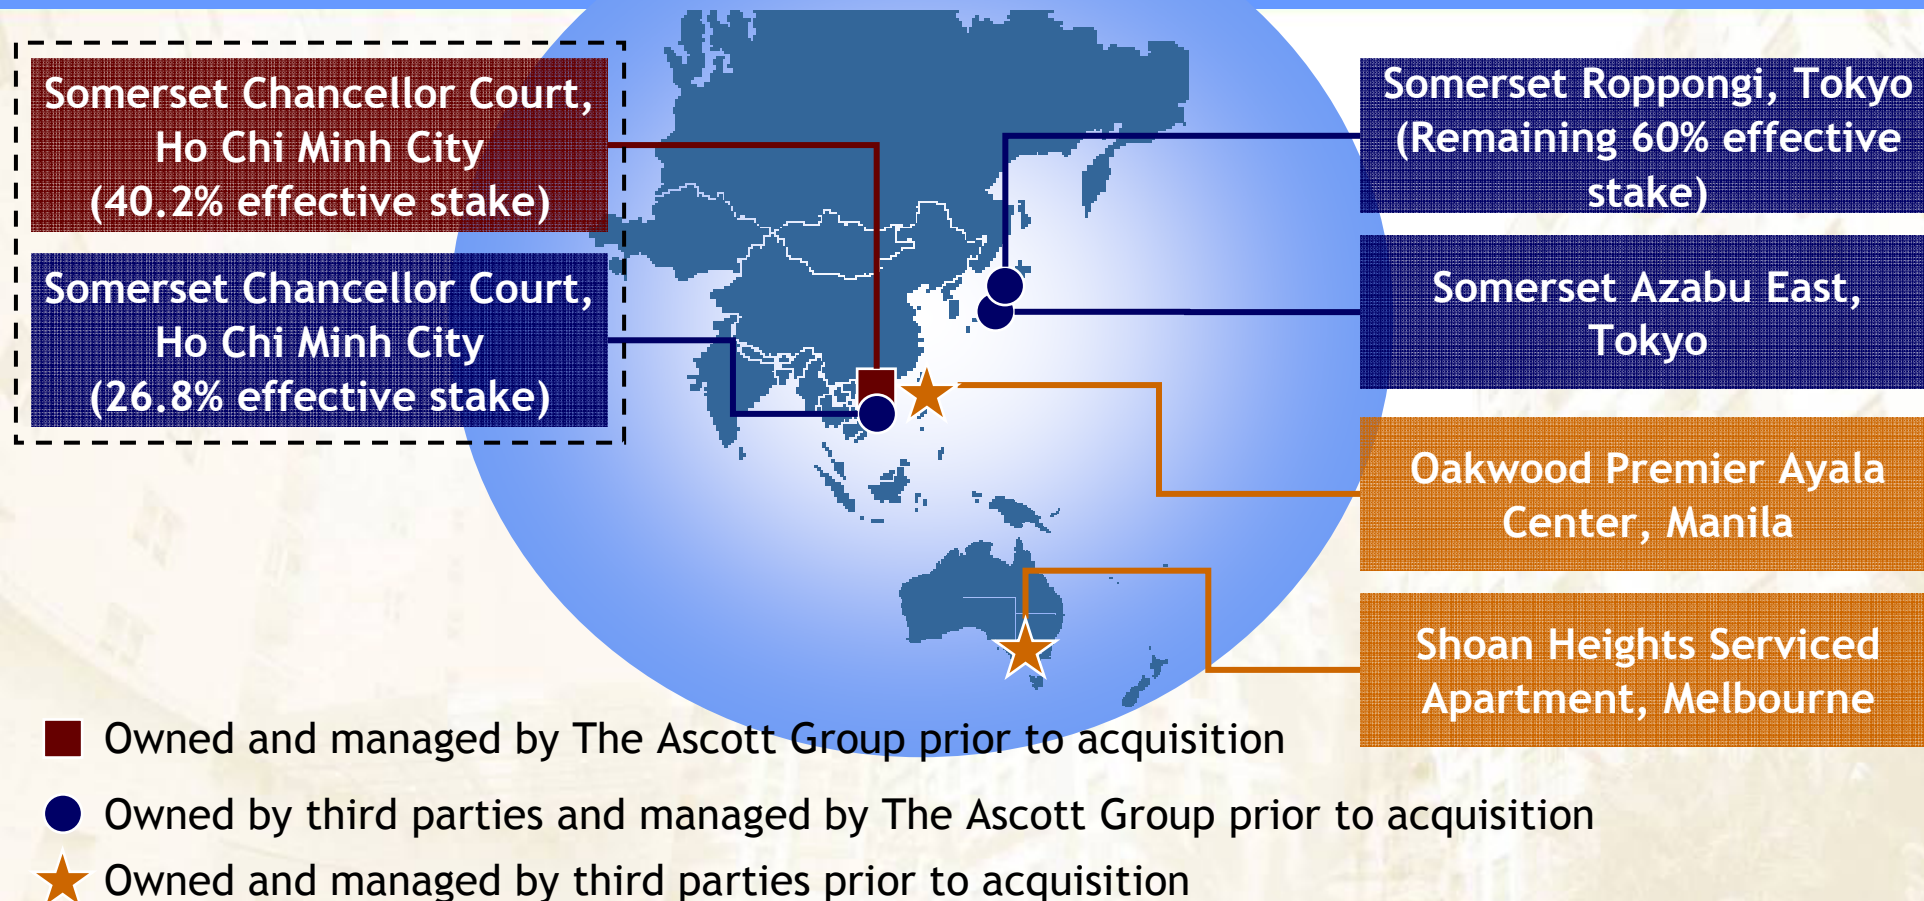 Somerset Chancellor Court,
Ho Chi Minh City
(40.2% effective stake)
Somerset Chancellor Court,
Ho Chi Minh City
(26.8% effective stake)
Somerset Roppongi, Tokyo
(Remaining 60% effective
stake)
Somerset Azabu East,
Tokyo
Oakwood Premier Ayala
Center, Manila
Shoan Heights Serviced
Apartment, Melbourne
Owned and managed by The Ascott Group prior to acquisition
Owned by third parties and managed by The Ascott Group prior to acquisition
Owned and managed by third parties prior to acquisition